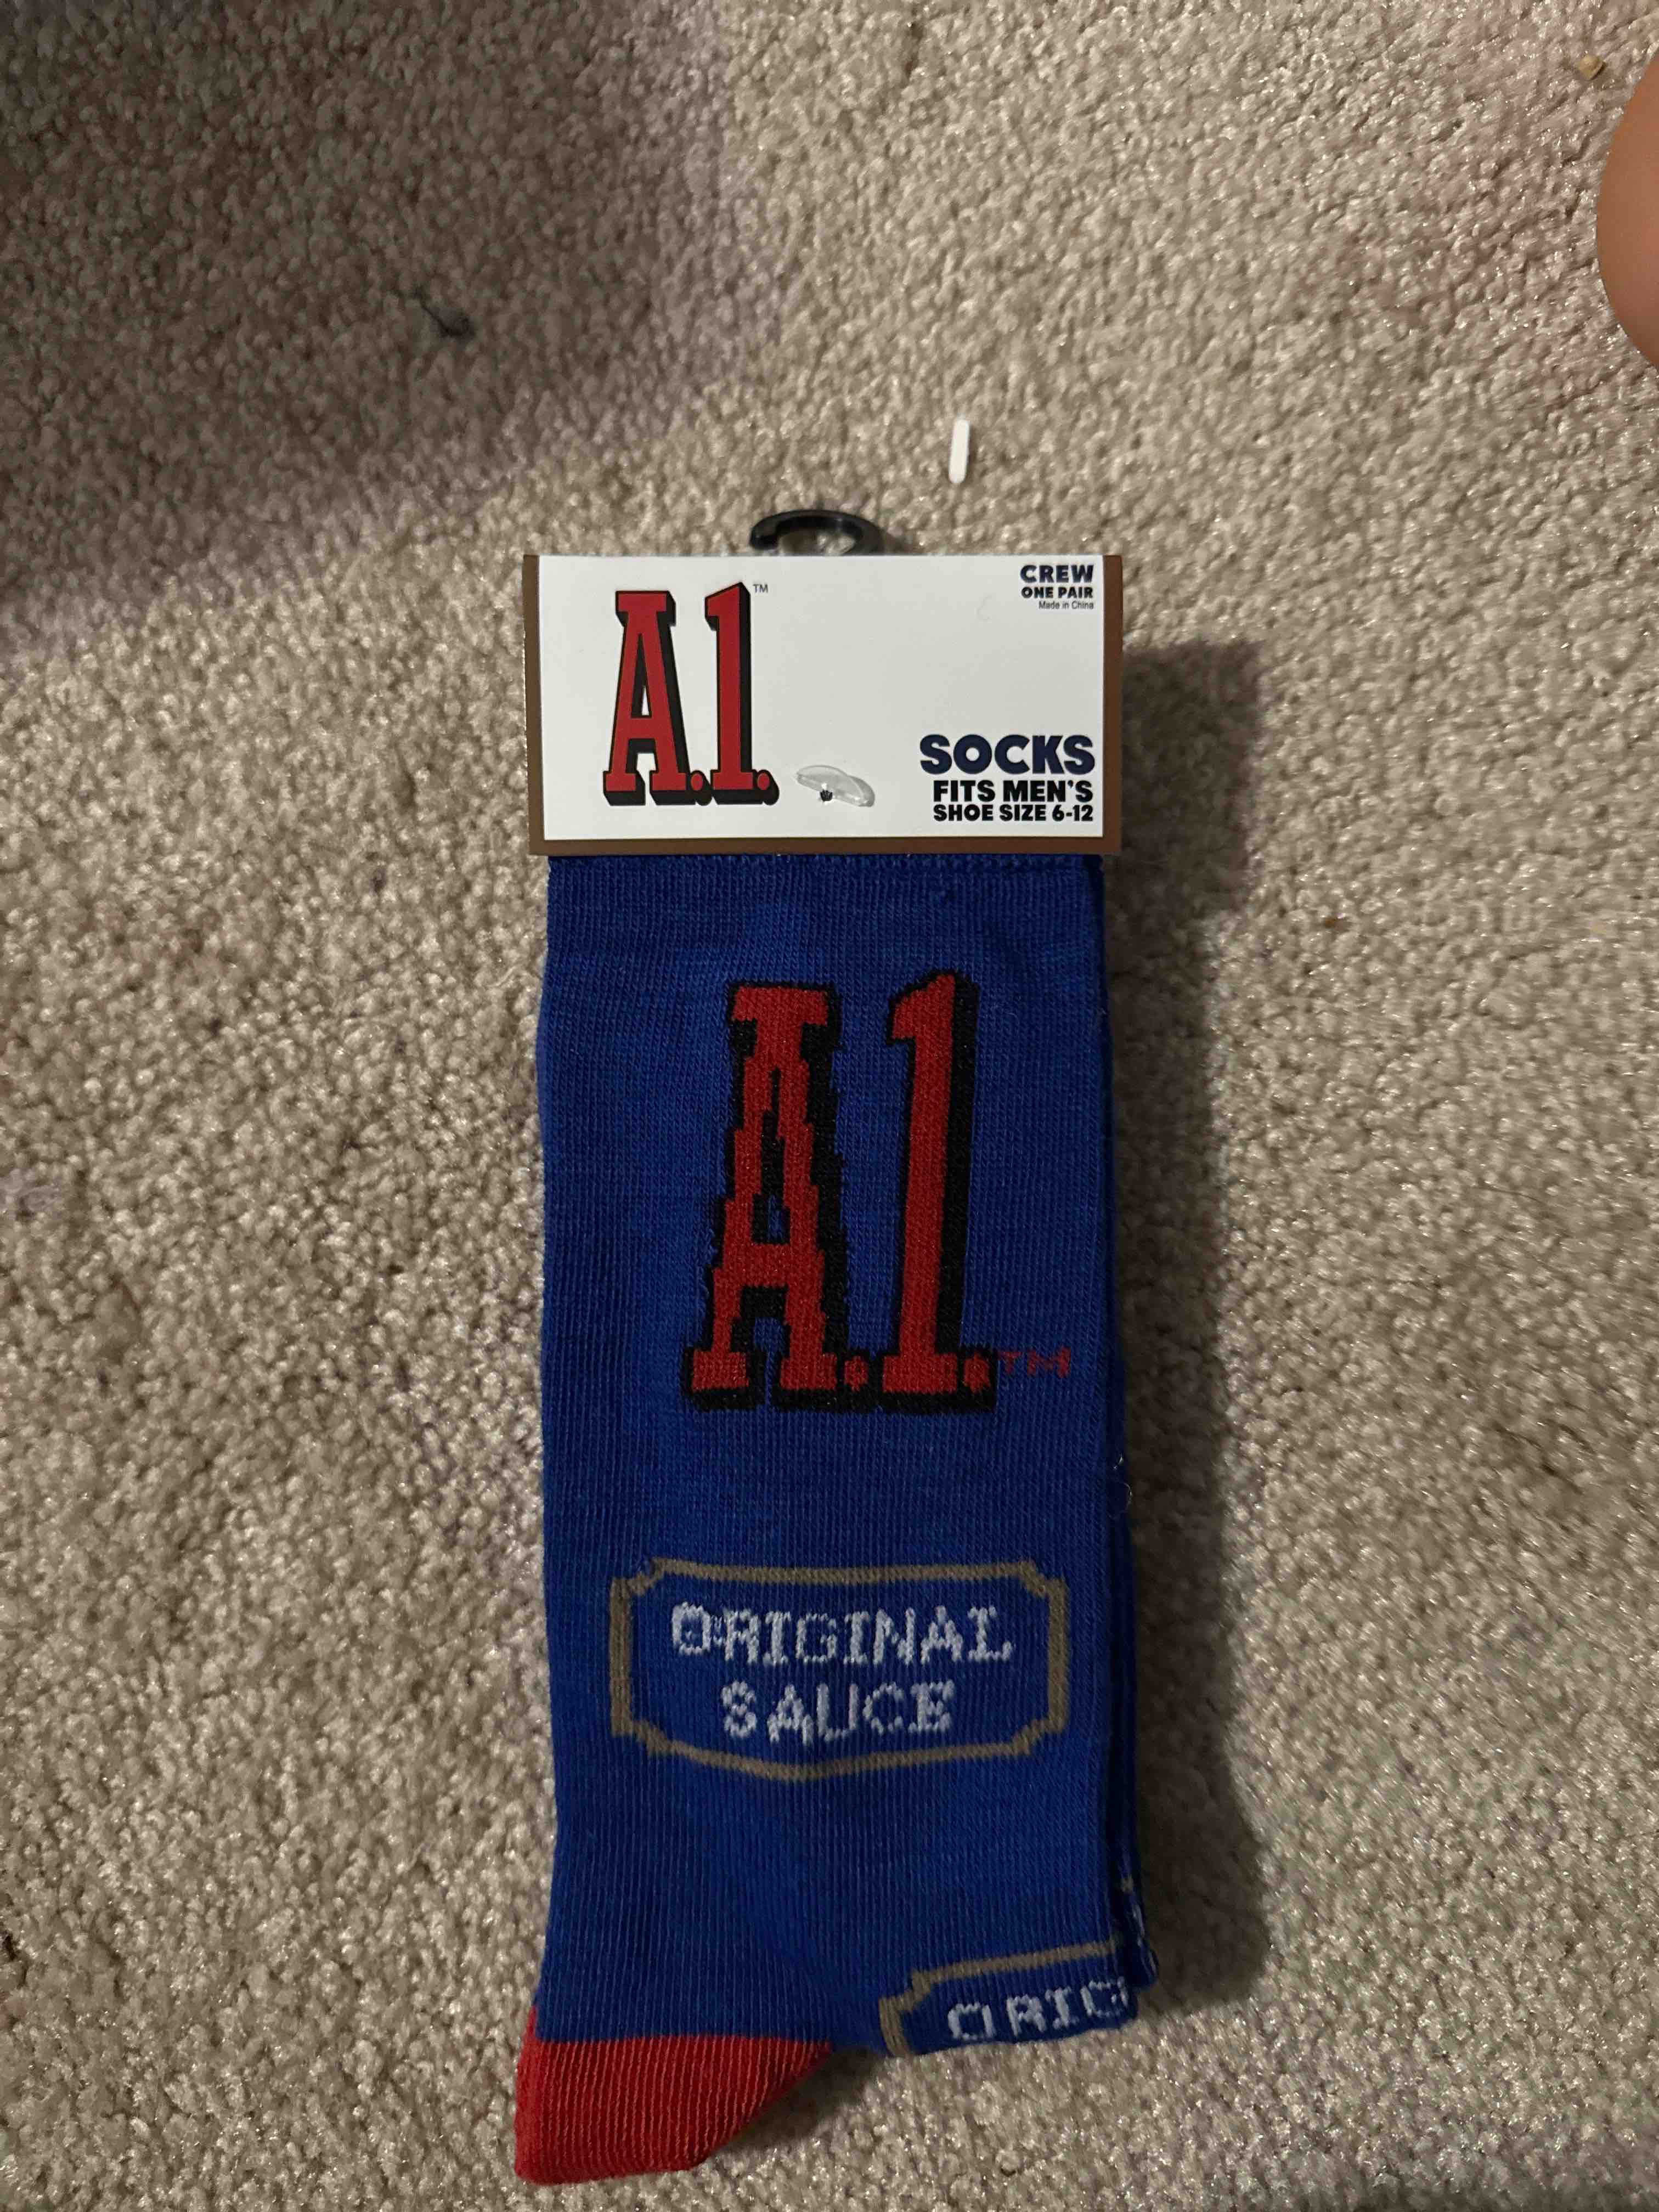 A.1.™
CREW
ONE PAIR
Made in China
SOCKS
FITS MEN'S
SHOE SIZE 6-12
A.1.™
ORIGINAL
SAUCE
ORIG